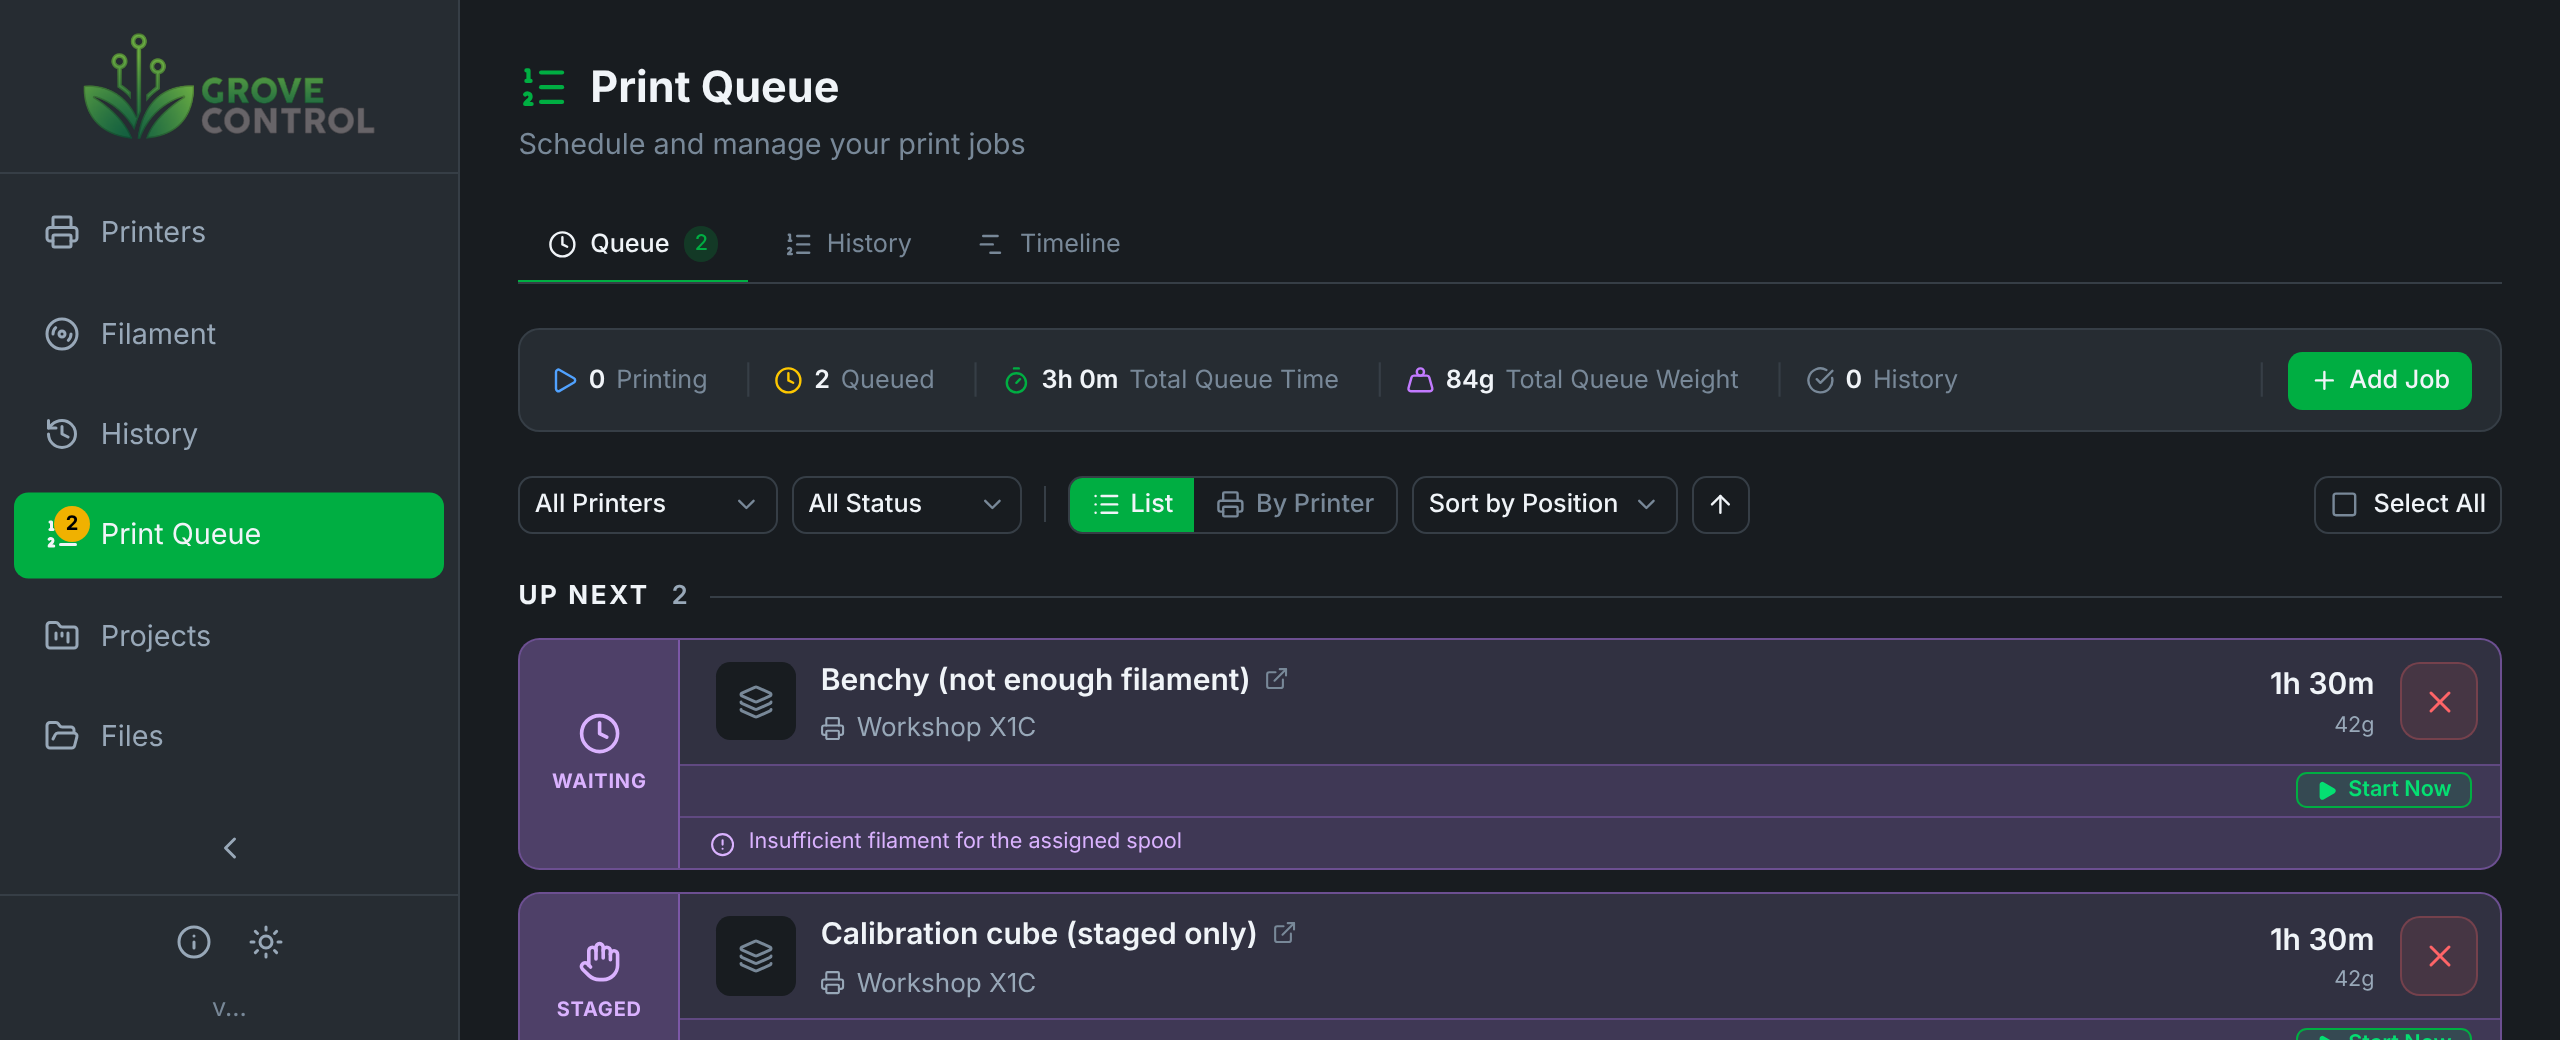 GROVE
CONTROL
Printers
Filament
History
2
Print Queue
Projects
Files
v...
Print Queue
Schedule and manage your print jobs
Queue 2 History Timeline
0 Printing 2 Queued 3h 0m Total Queue Time 84g Total Queue Weight 0 History + Add Job
All Printers All Status List By Printer Sort by Position Select All
UP NEXT 2
WAITING
Benchy (not enough filament)
Workshop X1C
1h 30m
42g
Start Now
Insufficient filament for the assigned spool
STAGED
Calibration cube (staged only)
Workshop X1C
1h 30m
42g
Start Now